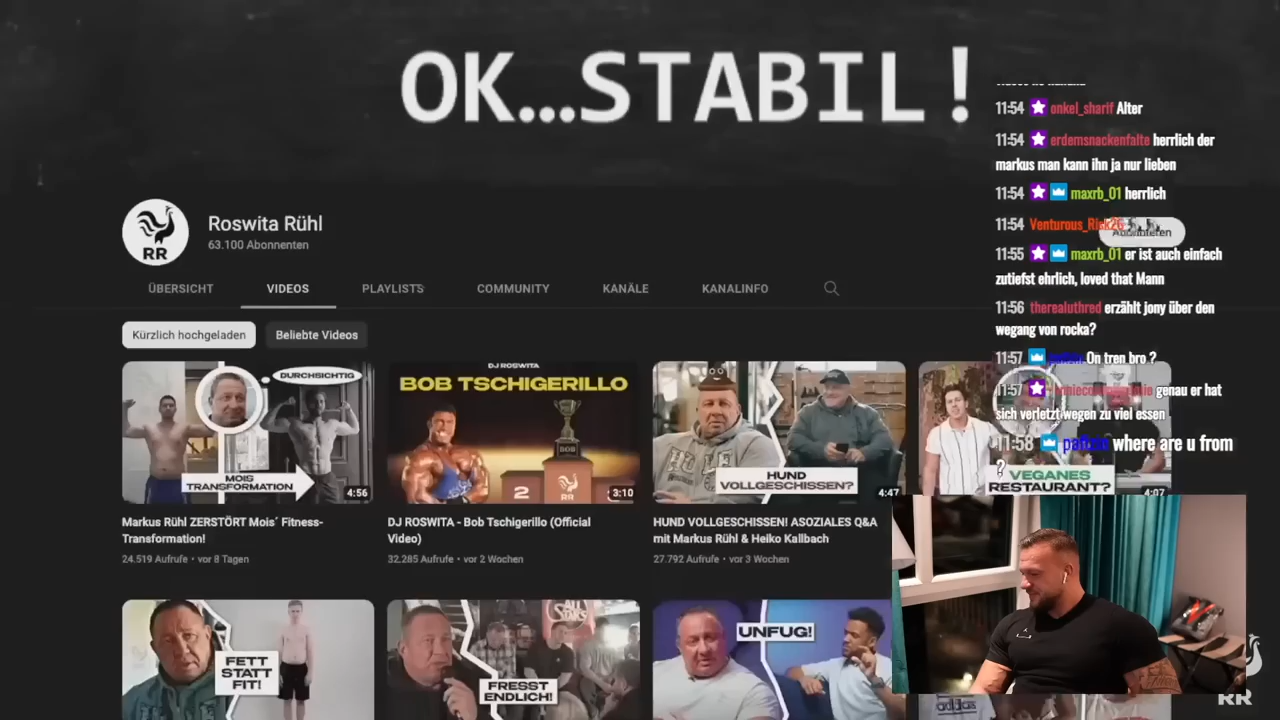 OK...STABIL!
RR
Roswita Rühl
63.100 Abonnenten
Abonnieren
ÜBERSICHT VIDEOS PLAYLISTS COMMUNITY KANÄLE KANALINFO
Kürzlich hochgeladen Beliebte Videos
DURCHSICHTIG
MOIS
TRANSFORMATION
4:56
Markus Rühl ZERSTÖRT Mois´ Fitness-
Transformation!
24.519 Aufrufe • vor 8 Tagen
DJ ROSWITA
BOB TSCHIGERILLO
BOB
2
RR
3:10
DJ ROSWITA - Bob Tschigerillo (Official
Video)
32.285 Aufrufe • vor 2 Wochen
HUND
VOLLGESCHISSEN?
4:47
HUND VOLLGESCHISSEN! ASOZIALES Q&A
mit Markus Rühl & Heiko Kallbach
27.792 Aufrufe • vor 3 Wochen
VEGANES
RESTAURANT?
4:07
FETT
STATT
FIT!
ALL
STARS
FRESST
ENDLICH!
UNFUG!
adidas
11:54 onkel_sharif Alter
11:54 erdemsnackenfalte herrlich der
markus man kann ihn ja nur lieben
11:54 maxrb_01 herrlich
11:54 Venturous_Rick26
11:55 maxrb_01 er ist auch einfach
zutiefst ehrlich, loved that Mann
11:56 therealuthred erzählt jony über den
wegang von rocka?
11:57 On tren bro ?
11:57 genau er hat
sich verletzt wegen zu viel essen
11:58 where are u from
?
RR